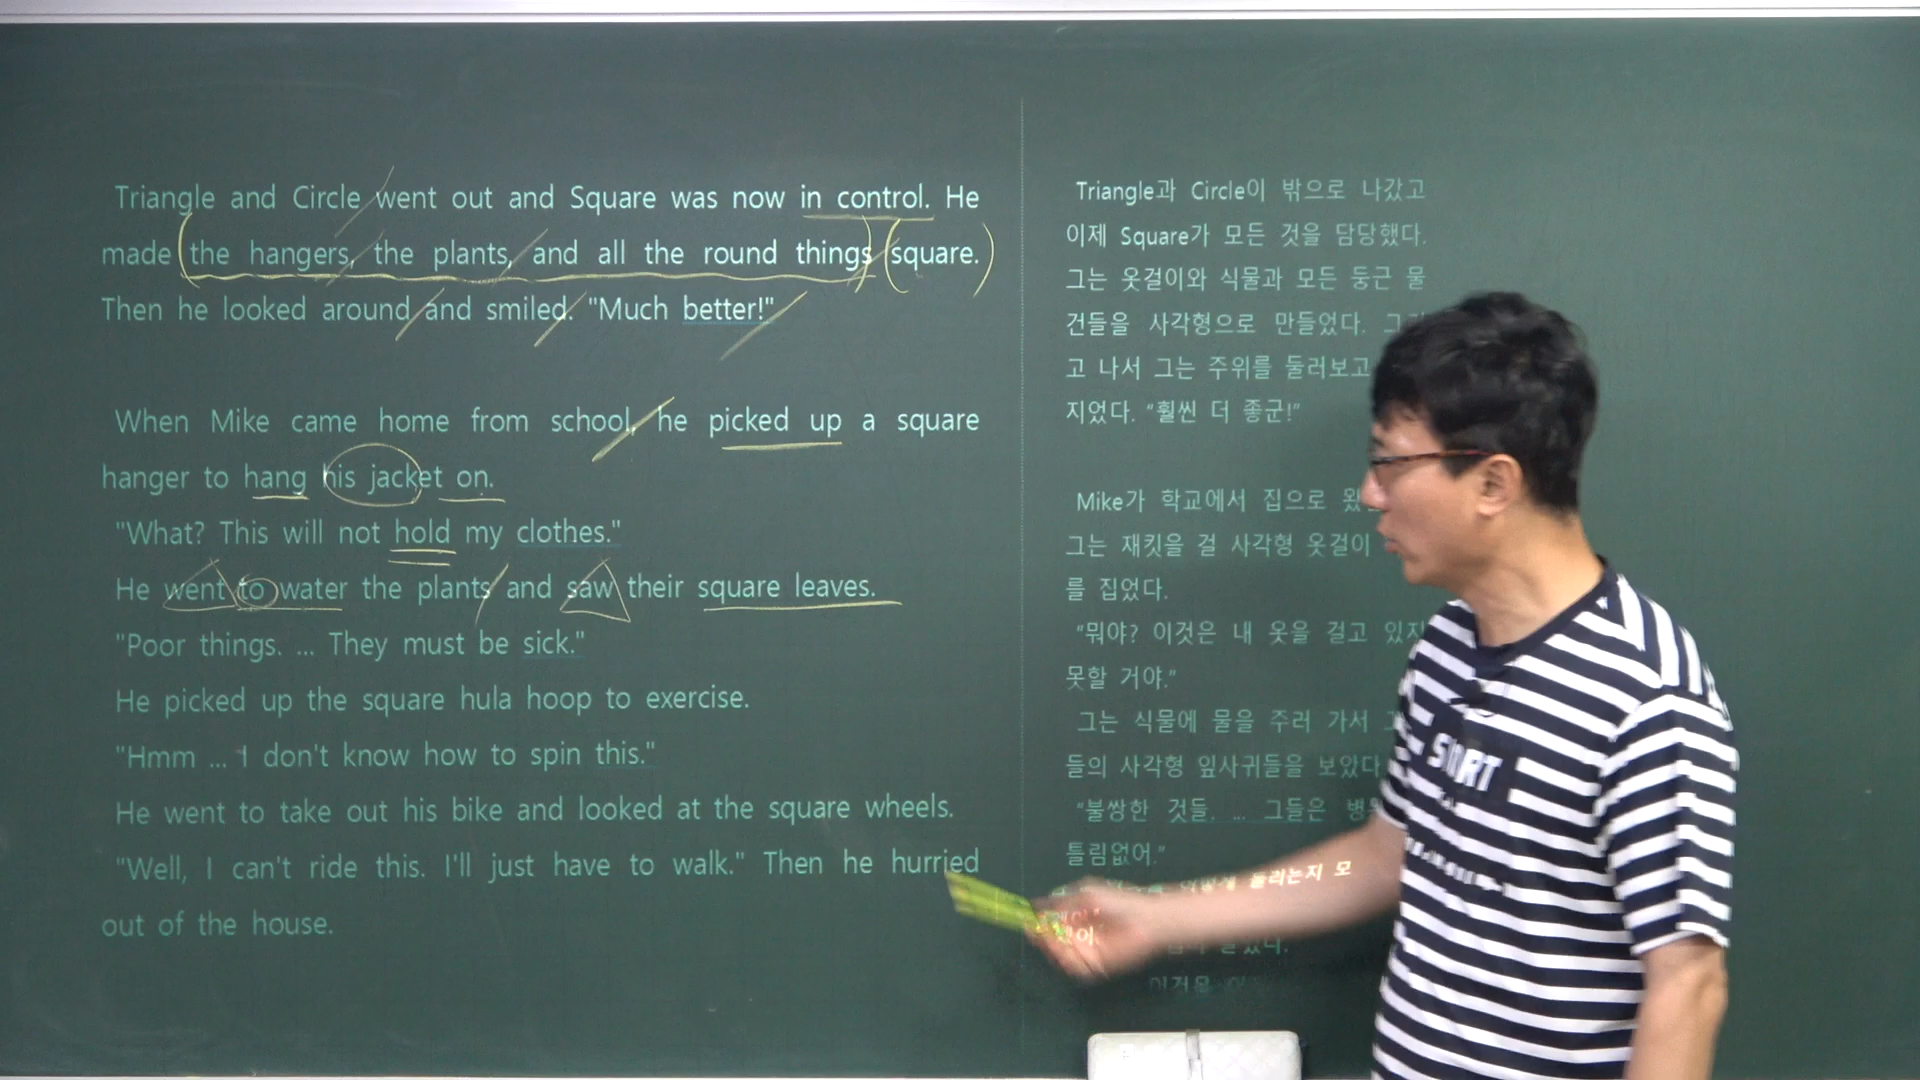 Triangle and Circle went out and Square was now in control. He
made the hangers, the plants, and all the round things square.
Then he looked around and smiled. "Much better!"
When Mike came home from school, he picked up a square
hanger to hang his jacket on.
"What? This will not hold my clothes."
He went to water the plants and saw their square leaves.
"Poor things. ... They must be sick."
He picked up the square hula hoop to exercise.
"Hmm ... I don't know how to spin this."
He went to take out his bike and looked at the square wheels.
"Well, I can't ride this. I'll just have to walk." Then he hurried
out of the house.
Triangle과 Circle이 밖으로 나갔고
이제 Square가 모든 것을 담당했다.
그는 옷걸이와 식물과 모든 둥근 물
건들을 사각형으로 만들었다.
고 나서 그는 주위를 둘러보고
지었다. "훨씬 더 좋군!"
Mike가 학교에서 집으로 왔
그는 재킷을 걸 사각형 옷걸이
를 집었다.
"뭐야? 이것은 내 옷을 걸고 있지
못할 거야."
그는 식물에 물을 주러 가서
들의 사각형 잎사귀들을 보았다
"불쌍한 것들. ... 그들은
틀림없어."
돌리는지 모